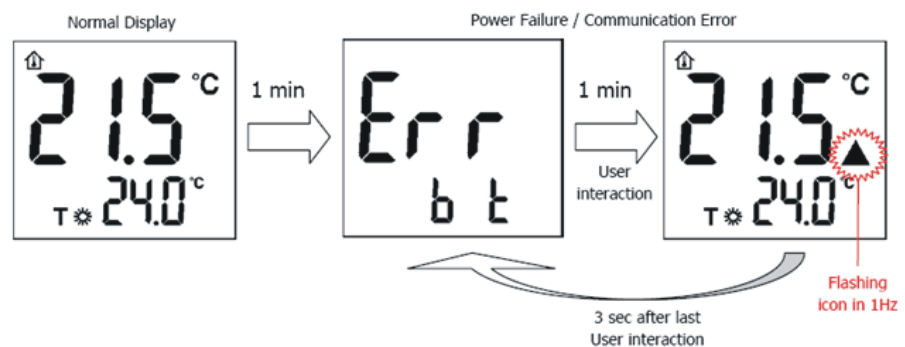 Normal Display
Power Failure / Communication Error
21.5 °C
T 24.0 °C
1 min
Err
bt
1 min
User
interaction
21.5 °C
T 24.0 °C
Flashing
icon in 1Hz
3 sec after last
User interaction